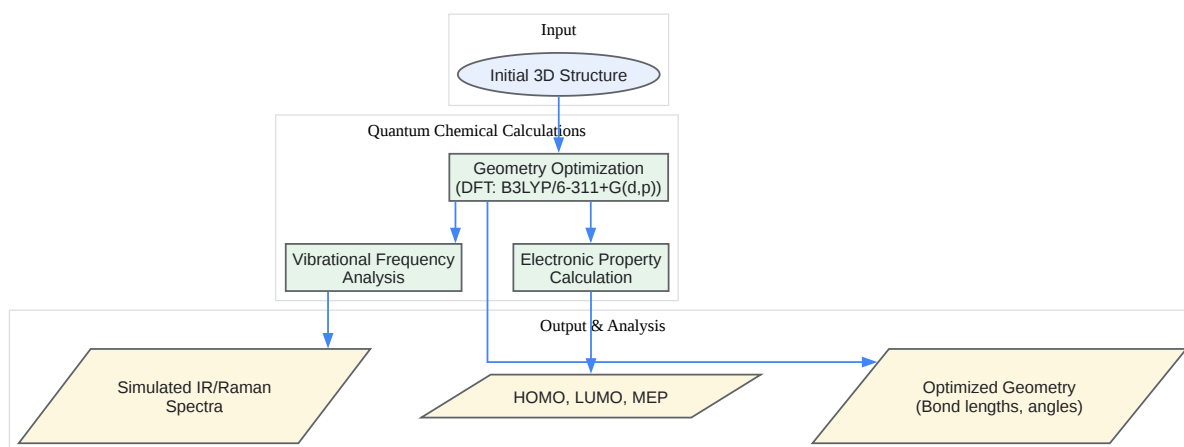 Input
Initial 3D Structure
Quantum Chemical Calculations
Geometry Optimization
(DFT: B3LYP/6-311+G(d,p))
Vibrational Frequency
Analysis
Electronic Property
Calculation
Output & Analysis
Simulated IR/Raman
Spectra
HOMO, LUMO, MEP
Optimized Geometry
(Bond lengths, angles)